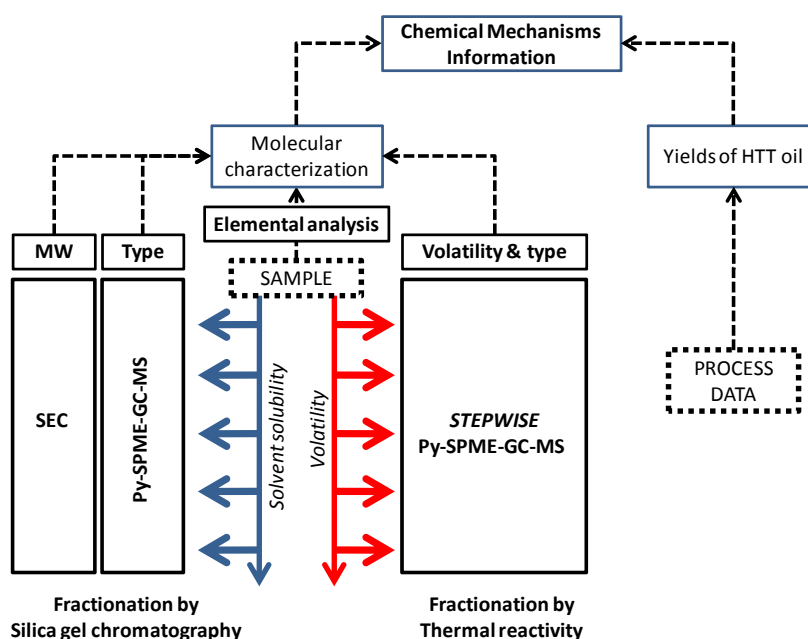 Chemical Mechanisms
Information
Molecular
characterization
Yields of HTT oil
Elemental analysis
MW
Type
Volatility & type
SAMPLE
SEC
Py-SPME-GC-MS
Solvent solubility
Volatility
STEPWISE
Py-SPME-GC-MS
PROCESS
DATA
Fractionation by
Silica gel chromatography
Fractionation by
Thermal reactivity